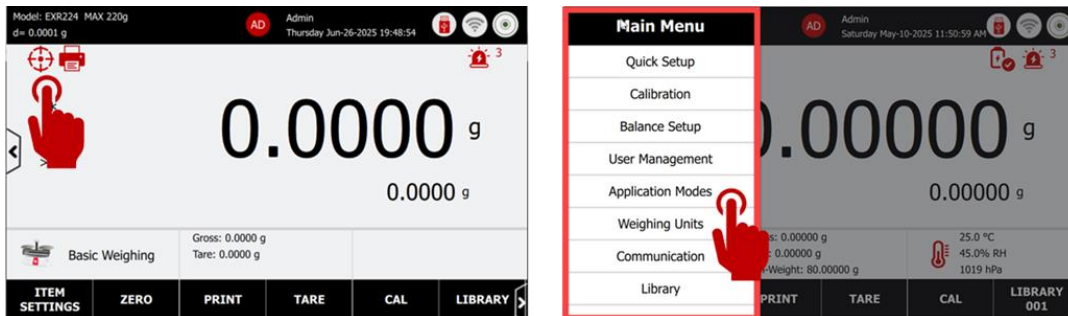 Model: EXR224 MAX 220g
d= 0.0001 g
AD
Admin
Thursday Jun-26-2025 19:48:54
3
0.0000 g
0.0000 g
Basic Weighing
Gross: 0.0000 g
Tare: 0.0000 g
ITEM SETTINGS
ZERO
PRINT
TARE
CAL
LIBRARY
Main Menu
Quick Setup
Calibration
Balance Setup
User Management
Application Modes
Weighing Units
Communication
Library
AD
Admin
Saturday May-10-2025 11:50:59 AM
3
0.00000 g
0.00000 g
0.00000 g
0.00000 g
-Weight: 80.00000 g
25.0 °C
45.0% RH
1019 hPa
PRINT
TARE
CAL
LIBRARY
001